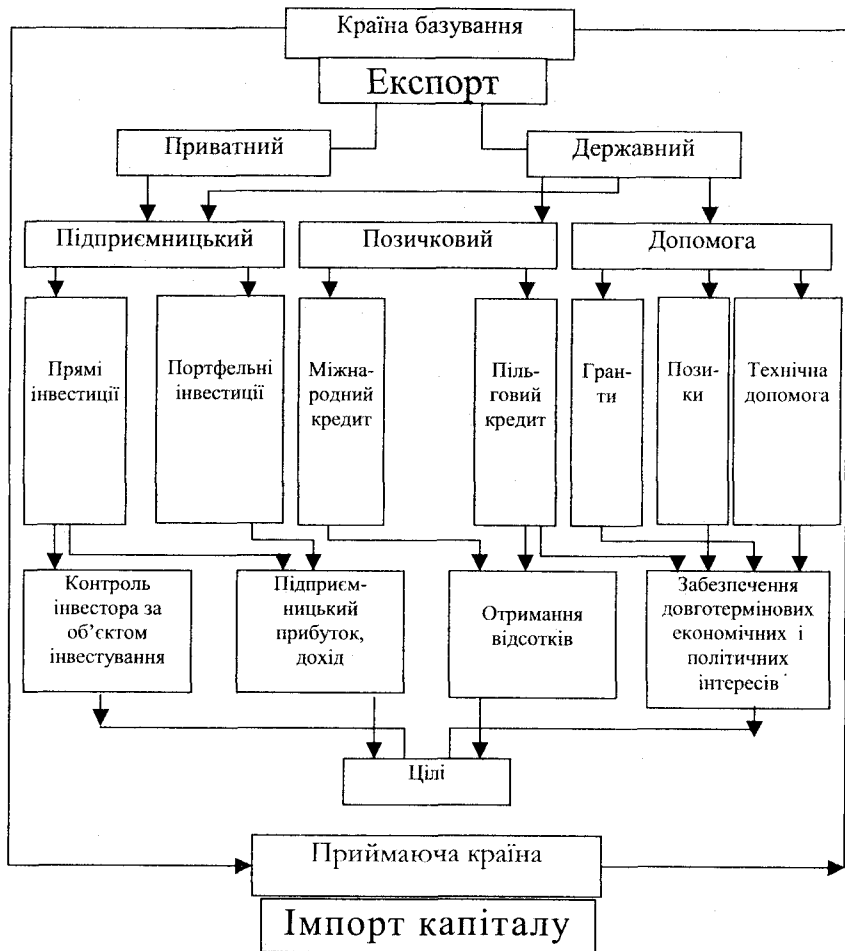 Країна базування
Експорт
Приватний
Державний
Підприємницький
Позичковий
Допомога
Прямі
інвестиції
Портфельні
інвестиції
Міжна-
родний
кредит
Піль-
говий
кредит
Гран-
ти
Пози-
ки
Технічна
допомога
Контроль
інвестора за
об’єктом
інвестування
Підприєм-
ницький
прибуток,
дохід
Отримання
відсотків
Забезпечення
довготермінових
економічних і
політичних
інтересів
Цілі
Приймаюча країна
Імпорт капіталу